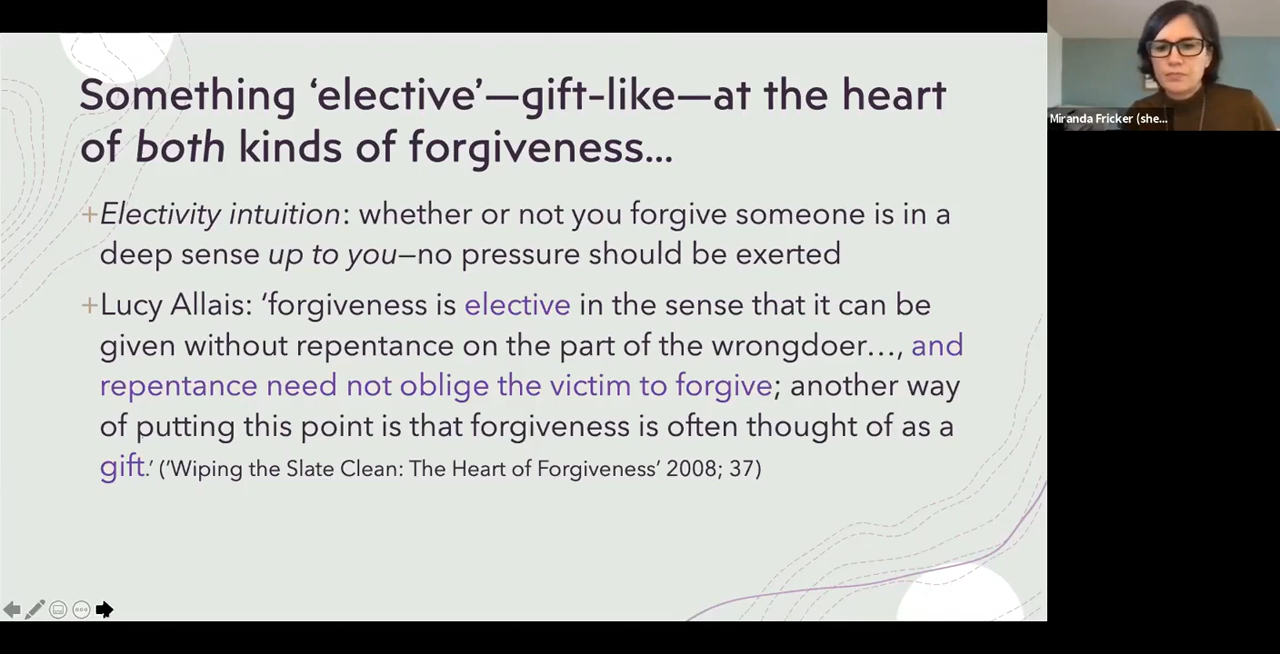 Something ‘elective’—gift-like—at the heart
of both kinds of forgiveness...
+Electivity intuition: whether or not you forgive someone is in a
deep sense up to you—no pressure should be exerted
+Lucy Allais: ‘forgiveness is elective in the sense that it can be
given without repentance on the part of the wrongdoer…, and
repentance need not oblige the victim to forgive; another way
of putting this point is that forgiveness is often thought of as a
gift.’ (‘Wiping the Slate Clean: The Heart of Forgiveness’ 2008; 37)
Miranda Fricker (she...